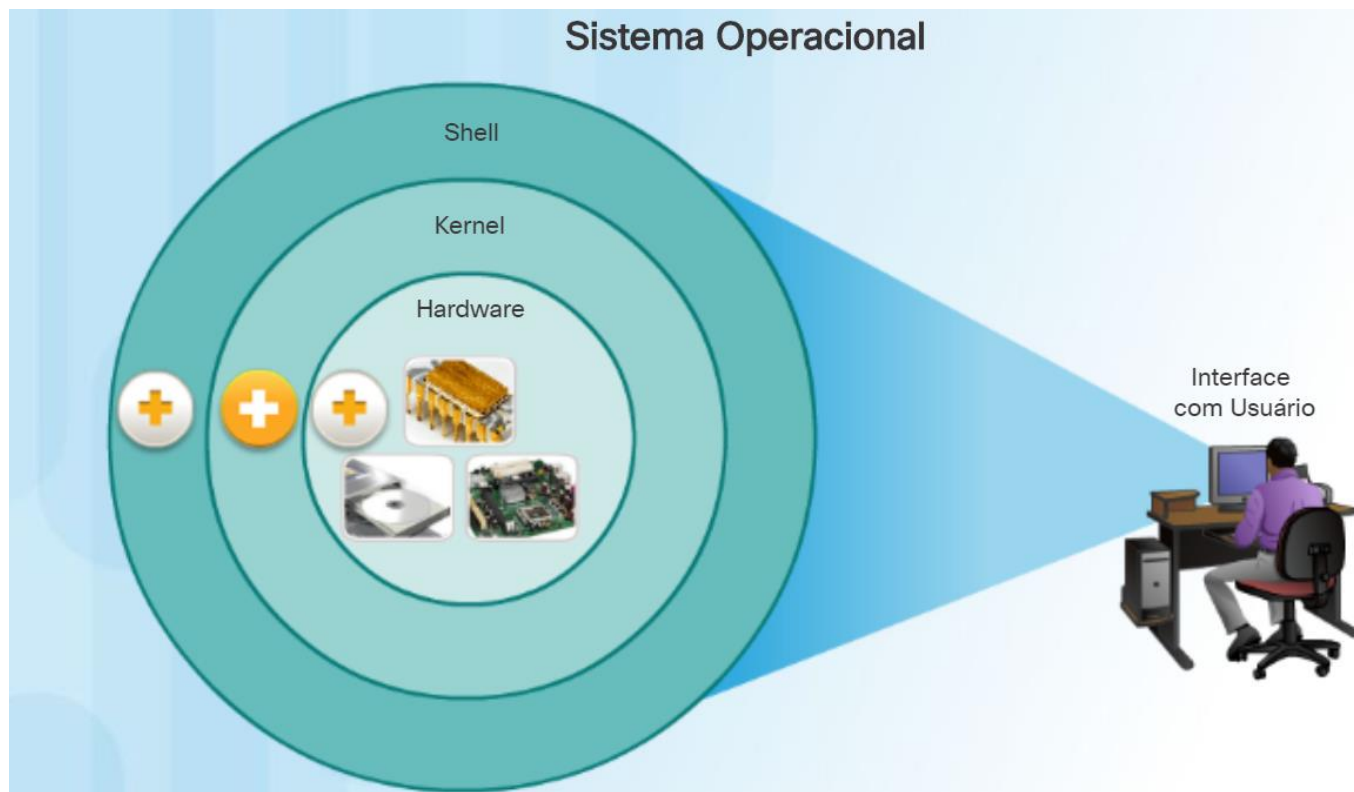 Sistema Operacional
Shell
Kernel
Hardware
Interface
com Usuário